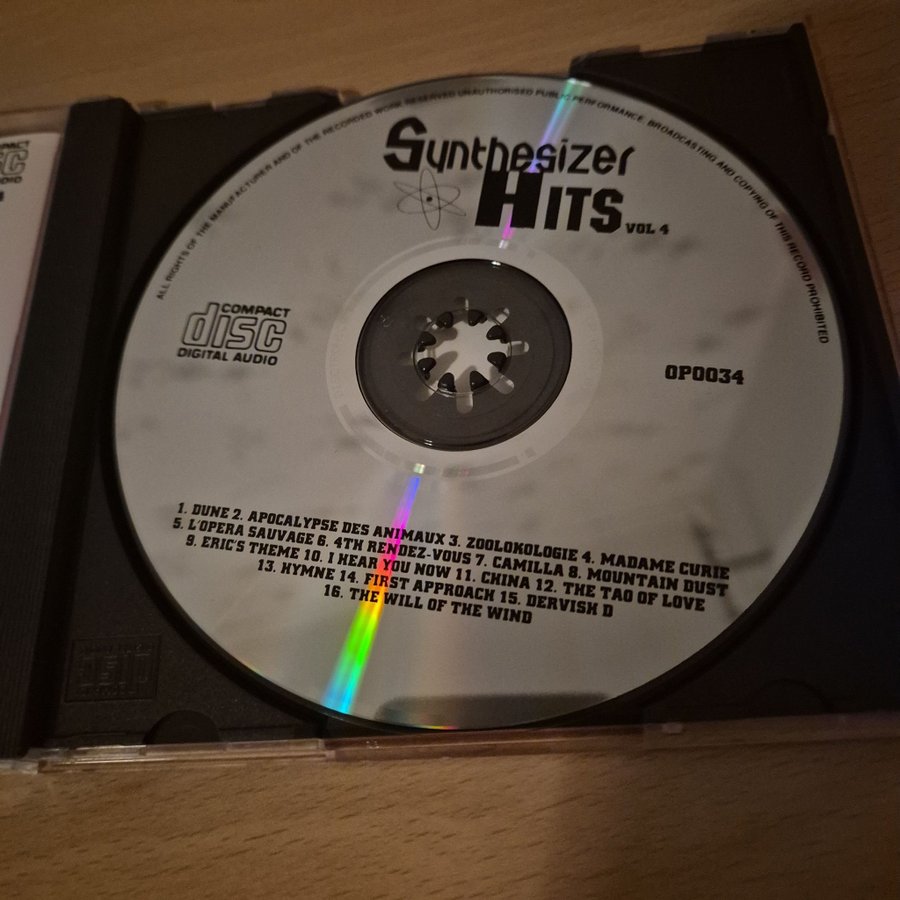 ALL RIGHTS OF THE MANUFACTURER AND OF THE RECORDED WORK RESERVED UNAUTHORISED PUBLIC PERFORMANCE BROADCASTING AND COPYING OF THIS RECORD PROHIBITED
Synthesizer
HITS VOL 4
COMPACT
disc
DIGITAL AUDIO
OP0034
1. DUNE 2. APOCALYPSE DES ANIMAUX 3. ZOOLOKOLOGIE 4. MADAME CURIE
5. L'OPERA SAUVAGE 6. 4TH RENDEZ-VOUS 7. CAMILLA 8. MOUNTAIN DUST
9. ERIC'S THEME 10. I HEAR YOU NOW 11. CHINA 12. THE TAO OF LOVE
13. HYMNE 14. FIRST APPROACH 15. DERVISH D
16. THE WILL OF THE WIND